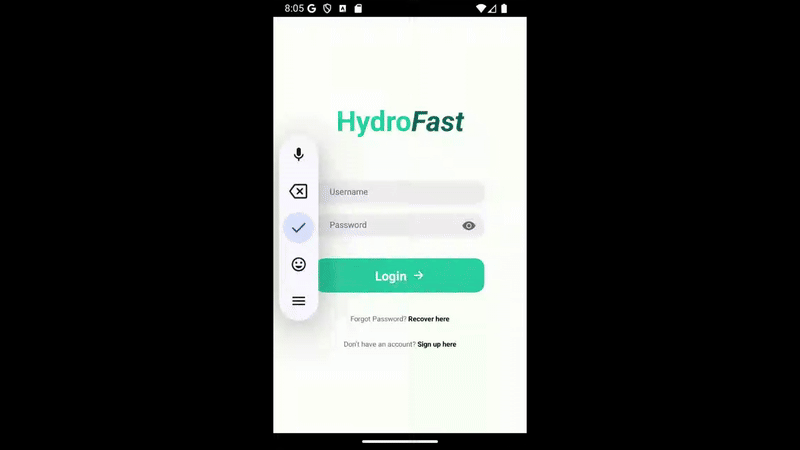 8:05
HydroFast
Username
Password
Login
Forgot Password? Recover here
Don't have an account? Sign up here